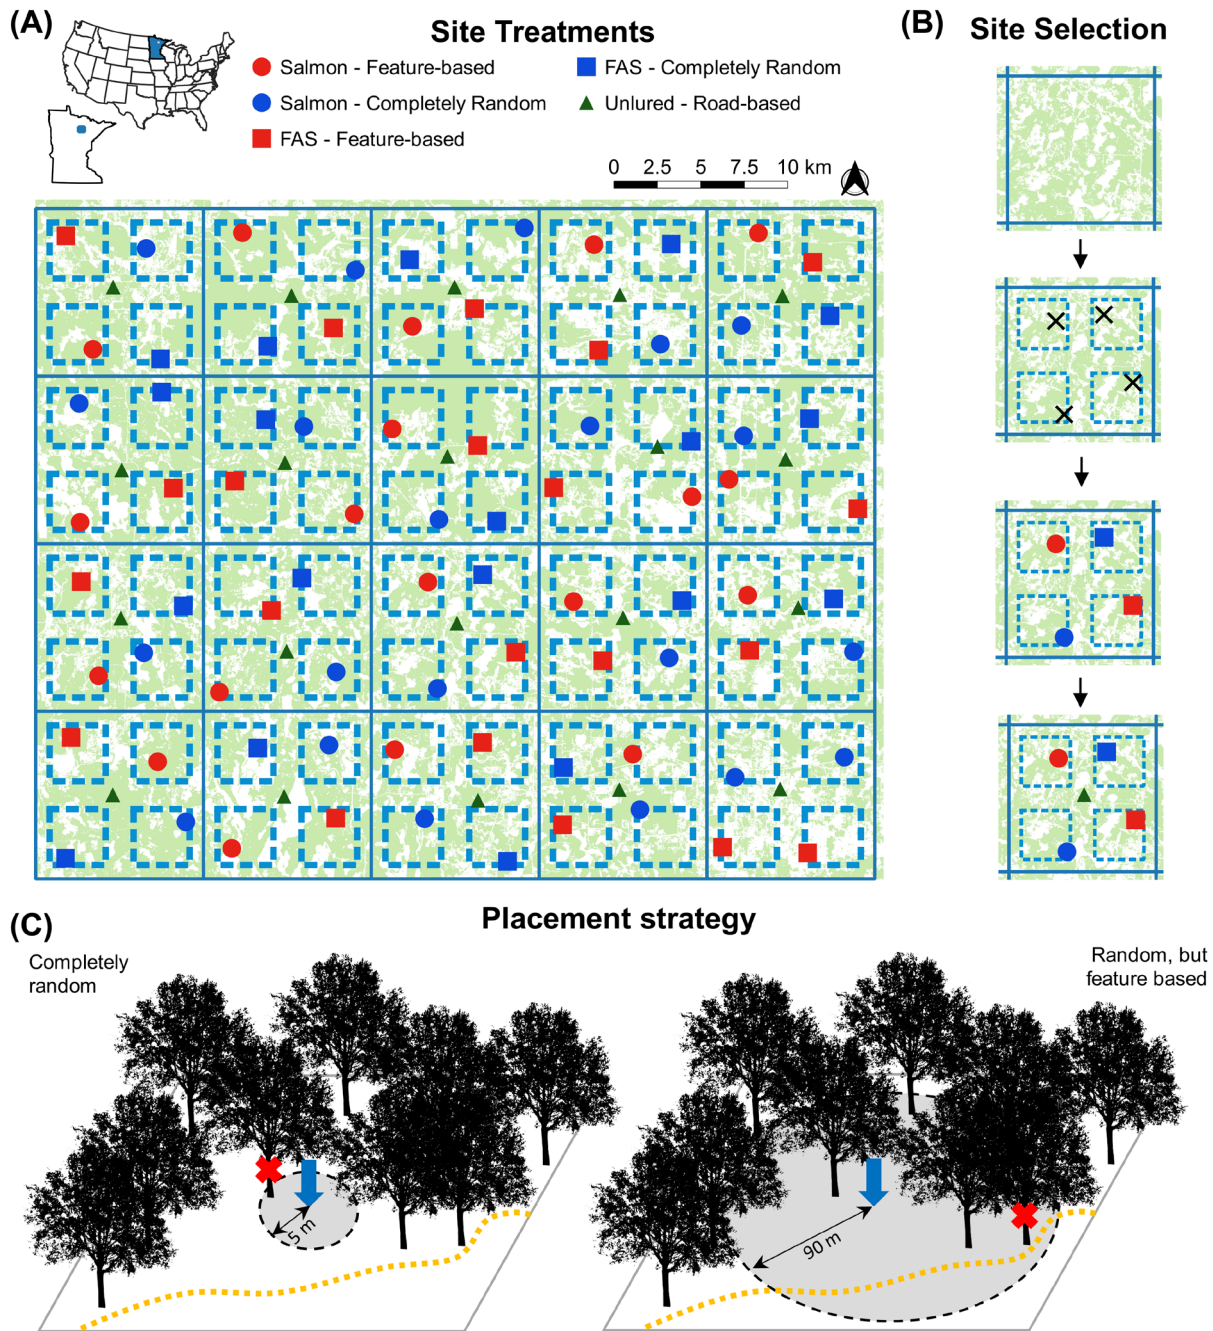 (A)
Site Treatments
Salmon - Feature-based
FAS - Completely Random
Salmon - Completely Random
Unlured - Road-based
FAS - Feature-based
0 2.5 5 7.5 10 km
(B)
Site Selection
(C)
Placement strategy
Completely
random
Random, but
feature based
5 m
90 m